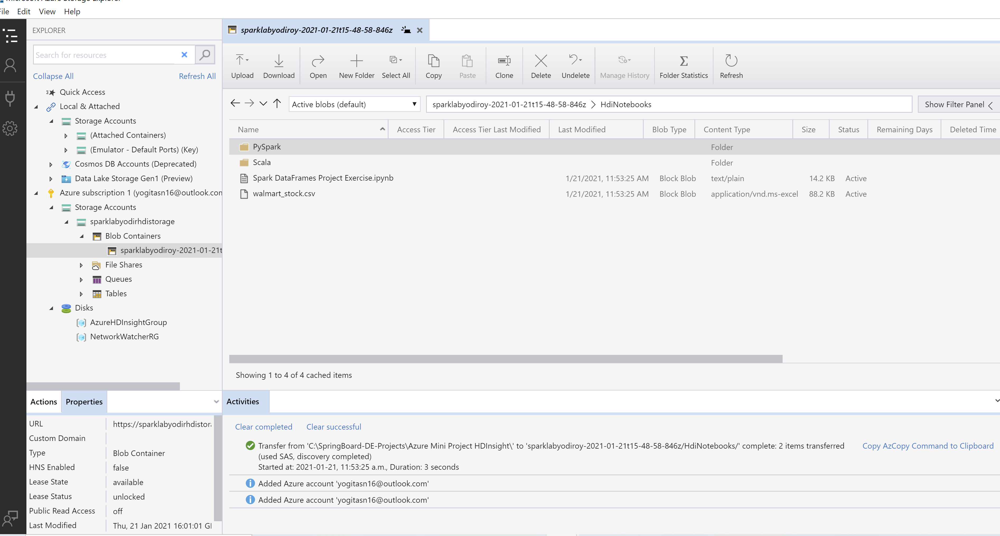 Microsoft Azure Storage Explorer
File Edit View Help
EXPLORER
Search for resources
Collapse All Refresh All
Quick Access
Local & Attached
Storage Accounts
(Attached Containers)
(Emulator - Default Ports) (Key)
Cosmos DB Accounts (Deprecated)
Data Lake Storage Gen1 (Preview)
Azure subscription 1 (yogitasn16@outlook.con
Storage Accounts
sparklabyodirhdistorage
Blob Containers
sparklabyodiroy-2021-01-21t
File Shares
Queues
Tables
Disks
AzureHDInsightGroup
NetworkWatcherRG
Actions Properties
URL https://sparklabyodirhdistora
Custom Domain
Type Blob Container
HNS Enabled false
Lease State available
Lease Status unlocked
Public Read Access off
Last Modified Thu, 21 Jan 2021 16:01:01 G
sparklabyodiroy-2021-01-21t15-48-58-846z
Upload Download Open New Folder Select All Copy Paste Clone Delete Undelete Manage History Folder Statistics Refresh
Active blobs (default) sparklabyodiroy-2021-01-21t15-48-58-846z > HdiNotebooks Show Filter Panel
Name Access Tier Access Tier Last Modified Last Modified Blob Type Content Type Size Status Remaining Days Deleted Time
PySpark Folder
Scala Folder
Spark DataFrames Project Exercise.ipynb 1/21/2021, 11:53:25 AM Block Blob text/plain 14.2 KB Active
walmart_stock.csv 1/21/2021, 11:53:25 AM Block Blob application/vnd.ms-excel 88.2 KB Active
Showing 1 to 4 of 4 cached items
Activities
Clear completed Clear successful
Transfer from 'C:\SpringBoard-DE-Projects\Azure Mini Project HDInsight\' to 'sparklabyodiroy-2021-01-21t15-48-58-846z/HdiNotebooks/' complete: 2 items transferred Copy AzCopy Command to Clipboard
(used SAS, discovery completed)
Started at: 2021-01-21, 11:53:25 a.m., Duration: 3 seconds
Added Azure account 'yogitasn16@outlook.com'
Added Azure account 'yogitasn16@outlook.com'